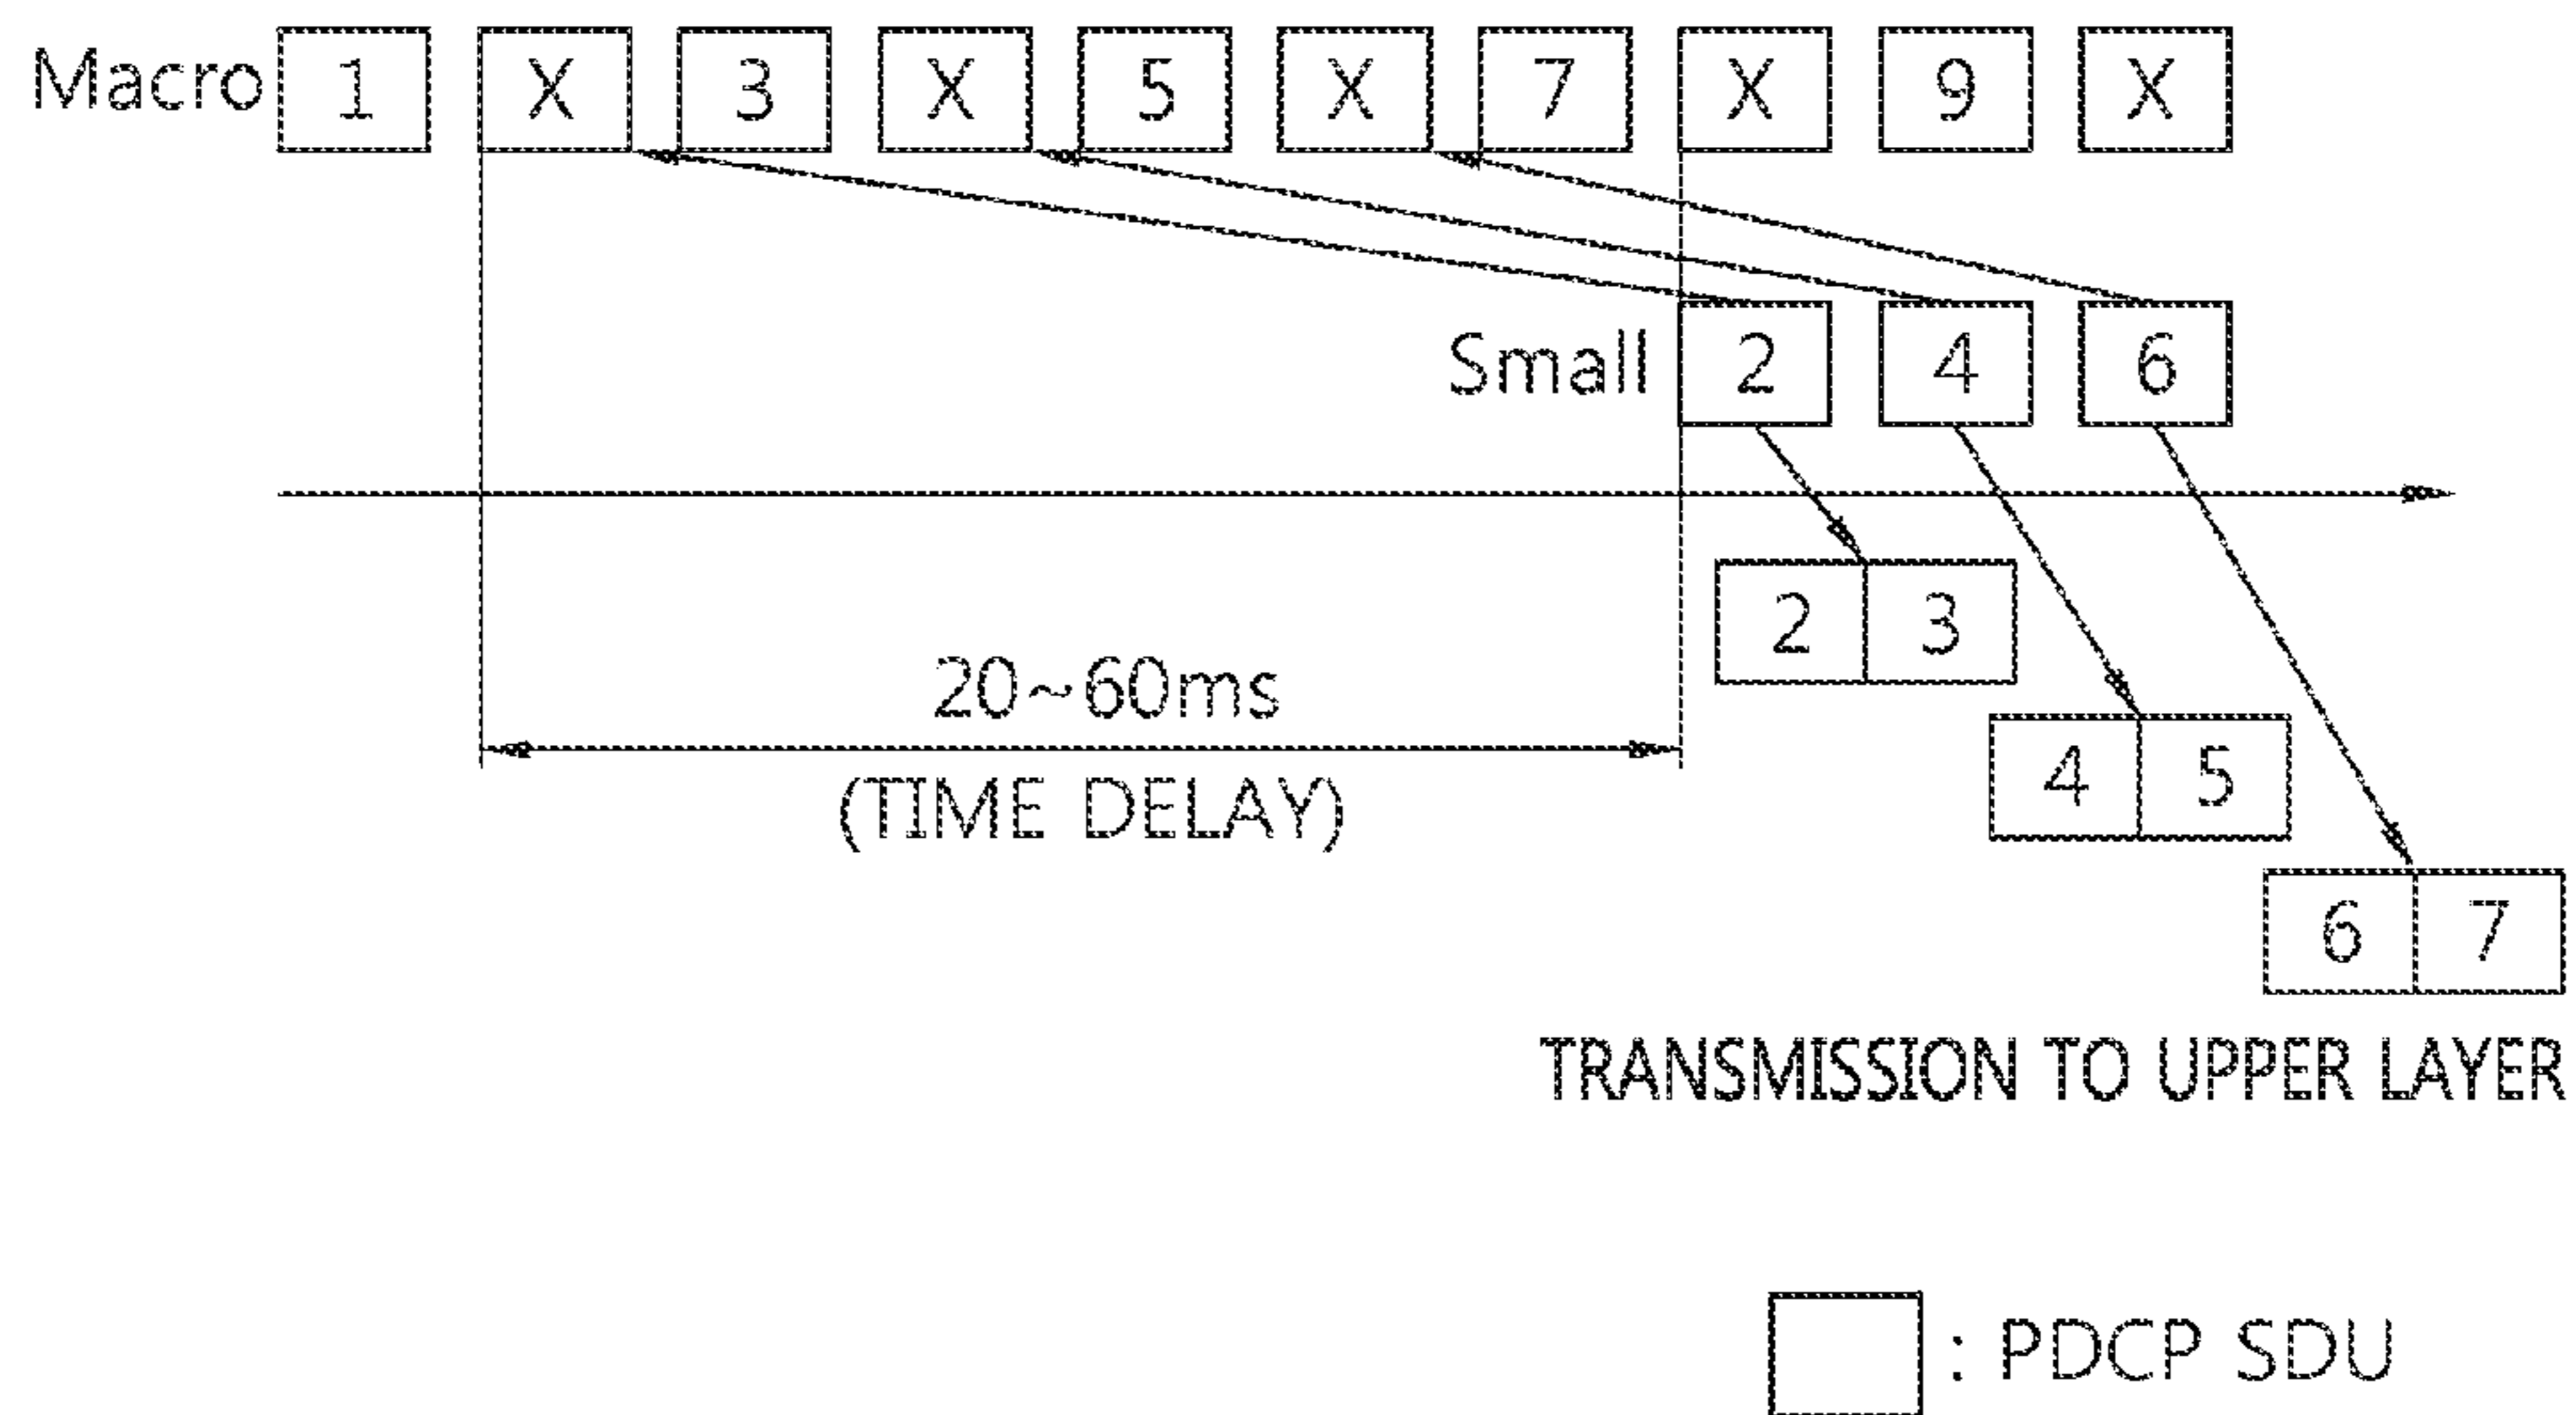 Macro 1 X 3 X 5 X 7 X 9 X
Small 2 4 6
2 3
20~60ms
(TIME DELAY)
4 5
6 7
TRANSMISSION TO UPPER LAYER
: PDCP SDU